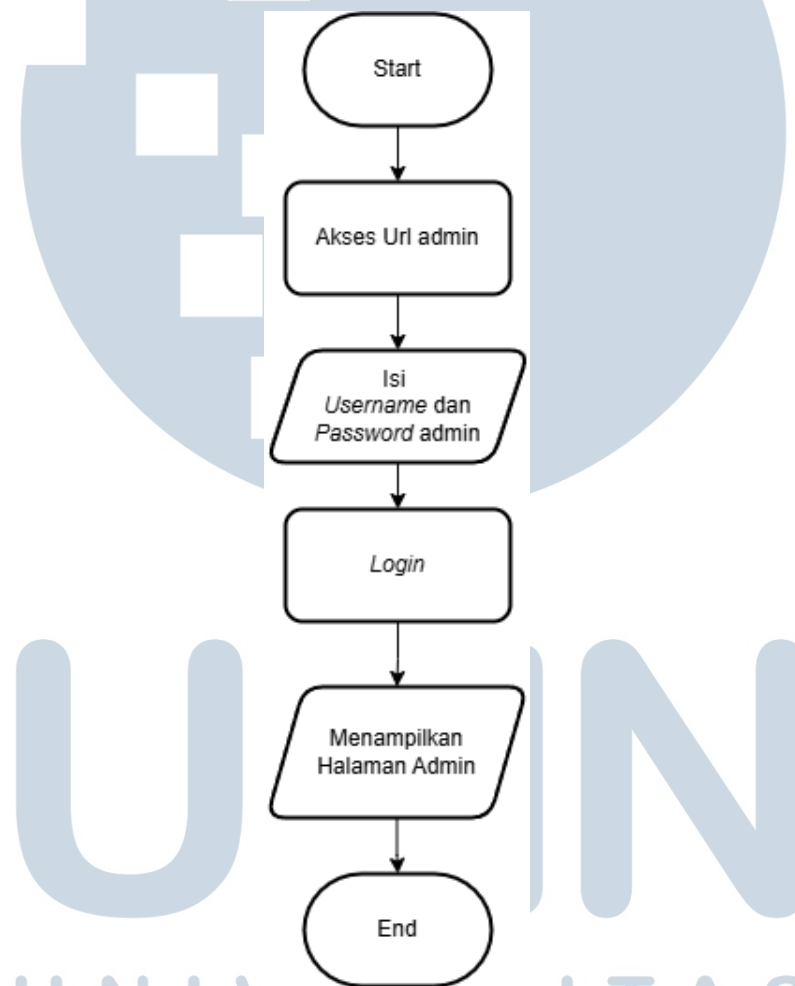 Start
Akses Url admin
Isi
Username dan
Password admin
Login
Menampilkan
Halaman Admin
End